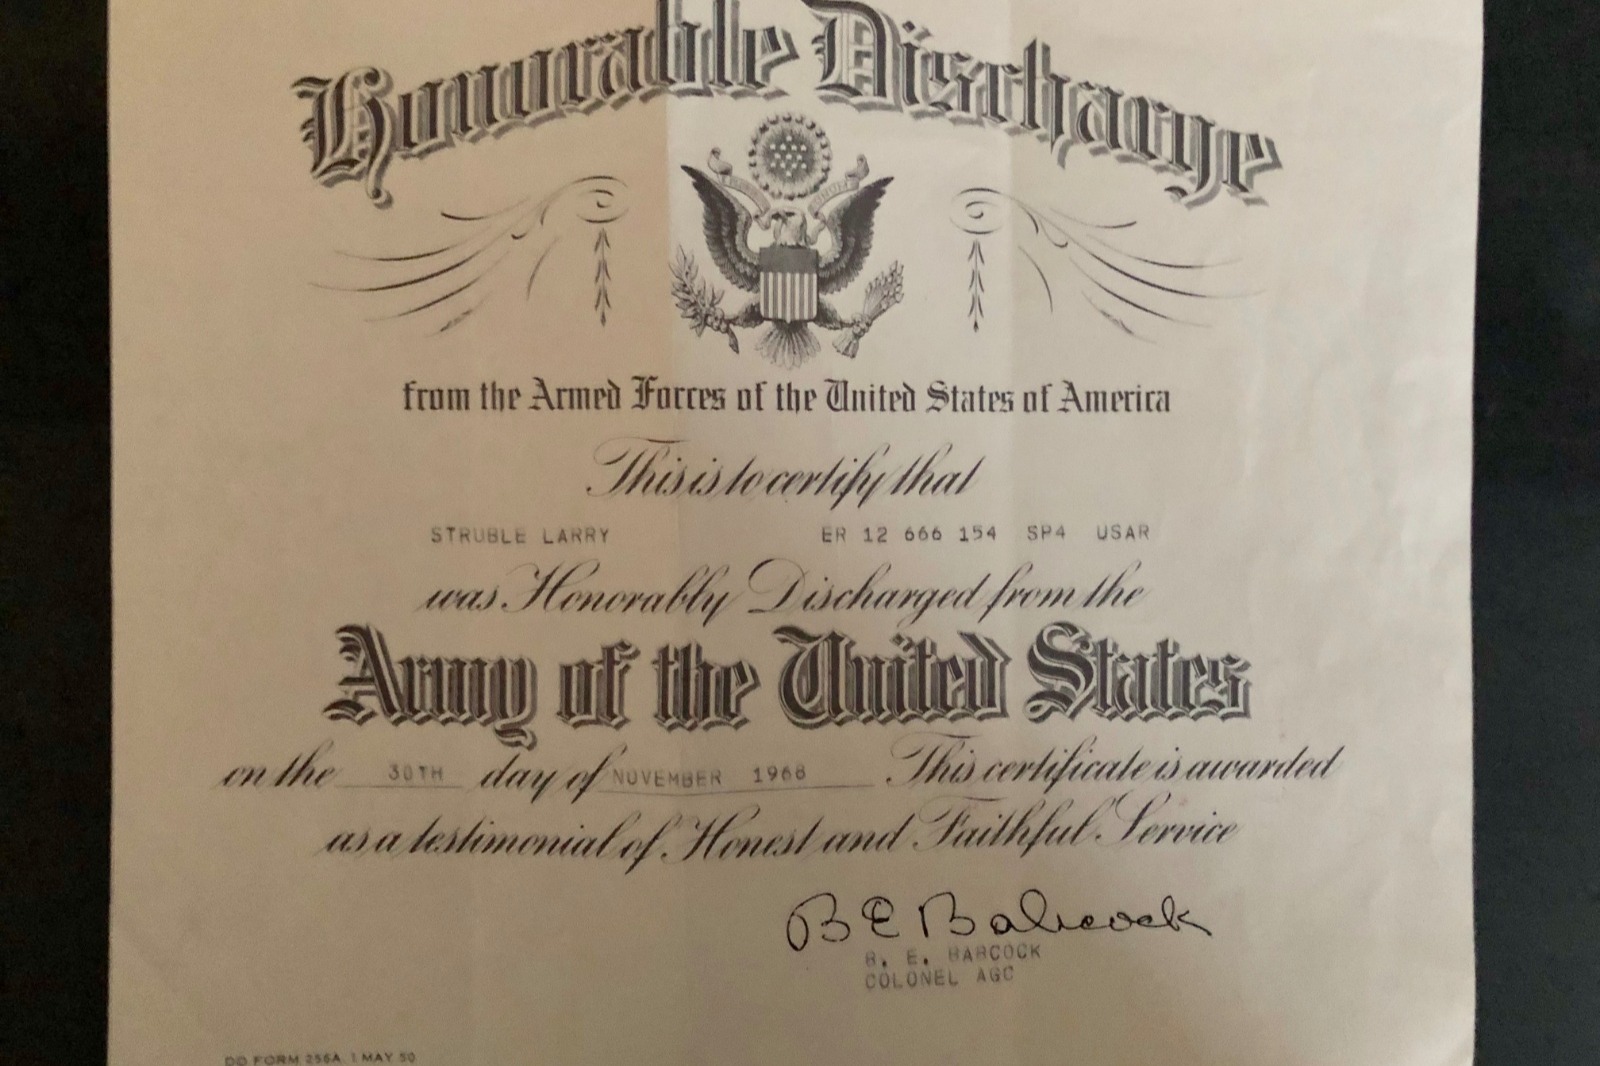 Honorable Discharge
from the Armed Forces of the United States of America
This is to certify that
STRUBLE LARRY ER 12 666 154 SP4 USAR
was Honorably Discharged from the
Army of the United States
on the 30TH day of NOVEMBER 1968 This certificate is awarded
as a testimonial of Honest and Faithful Service
B E Babcock
B. E. BABCOCK
COLONEL AGC
DD FORM 256A 1 MAY 50